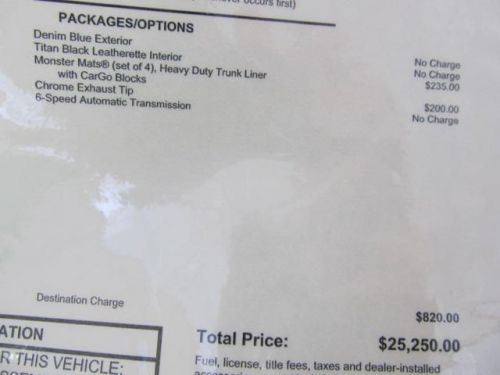 occurs first)
PACKAGES/OPTIONS
Denim Blue Exterior No Charge
Titan Black Leatherette Interior No Charge
Monster Mats® (set of 4), Heavy Duty Trunk Liner $235.00
with CarGo Blocks
Chrome Exhaust Tip $200.00
6-Speed Automatic Transmission No Charge
Destination Charge $820.00
ATION
Total Price: $25,250.00
R THIS VEHICLE:
Fuel, license, title fees, taxes and dealer-installed